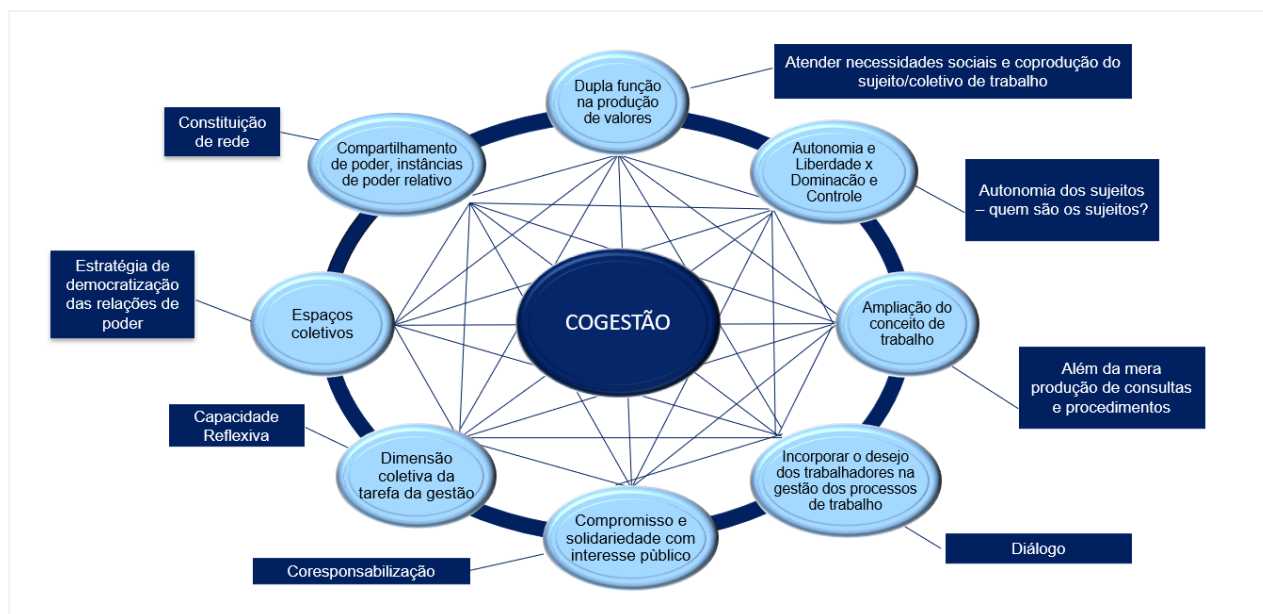 Dupla função
na produção
de valores
Atender necessidades sociais e coprodução do
sujeito/coletivo de trabalho
Autonomia e
Liberdade x
Dominacão e
Controle
Autonomia dos sujeitos
– quem são os sujeitos?
Ampliação do
conceito de
trabalho
Além da mera
produção de consultas
e procedimentos
Incorporar o desejo
dos trabalhadores na
gestão dos processos
de trabalho
Diálogo
Compromisso e
solidariedade com
interesse pùblico
Coresponsabilização
Dimensão
coletiva da
tarefa da gestão
Capacidade
Reflexiva
Espaços
coletivos
Estratégia de
democratização
das relações de
poder
Compartilhamento
de poder, instâncias
de poder relativo
Constituição
de rede
COGESTÃO